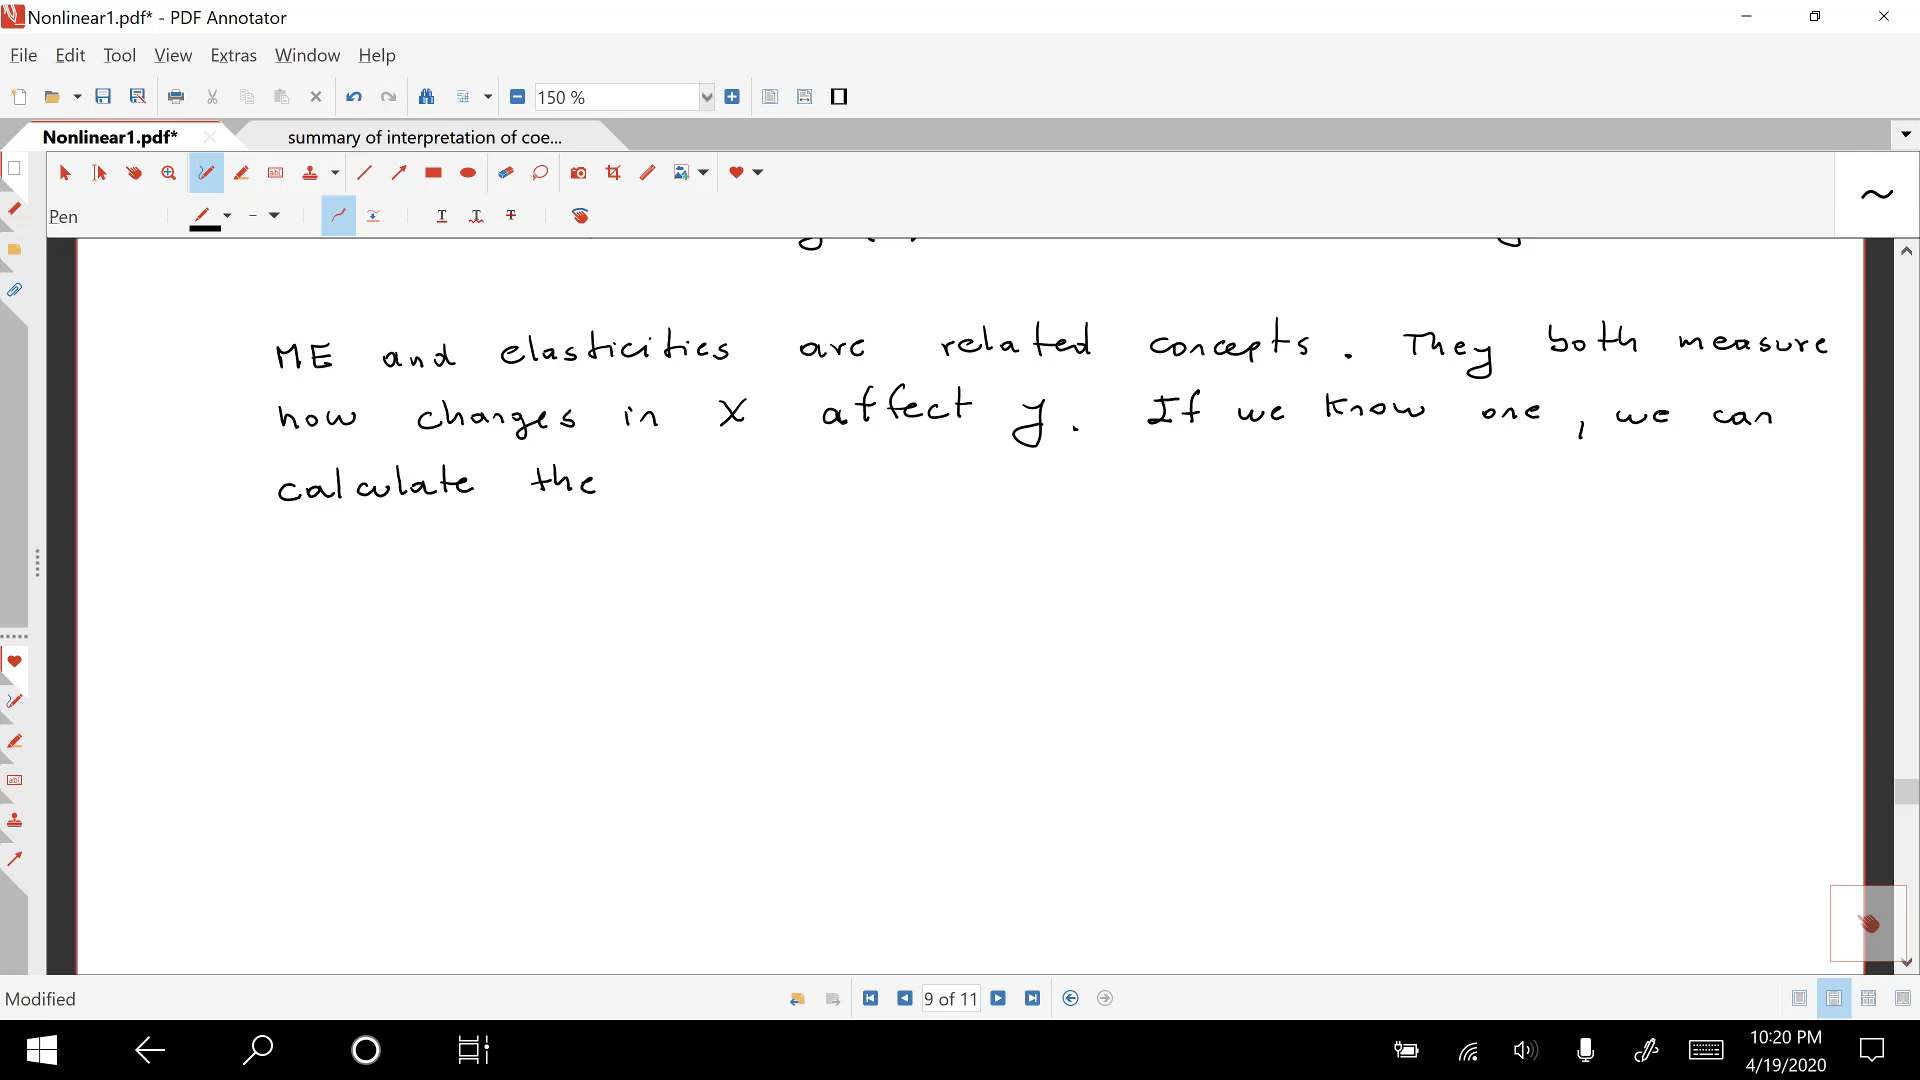 Nonlinear1.pdf* - PDF Annotator
File Edit Tool View Extras Window Help
150 %
Nonlinear1.pdf* summary of interpretation of coe...
Pen
ME and elasticities are related concepts. They both measure
how changes in X affect y. If we know one, we can
calculate the
Modified
9 of 11
10:20 PM
4/19/2020